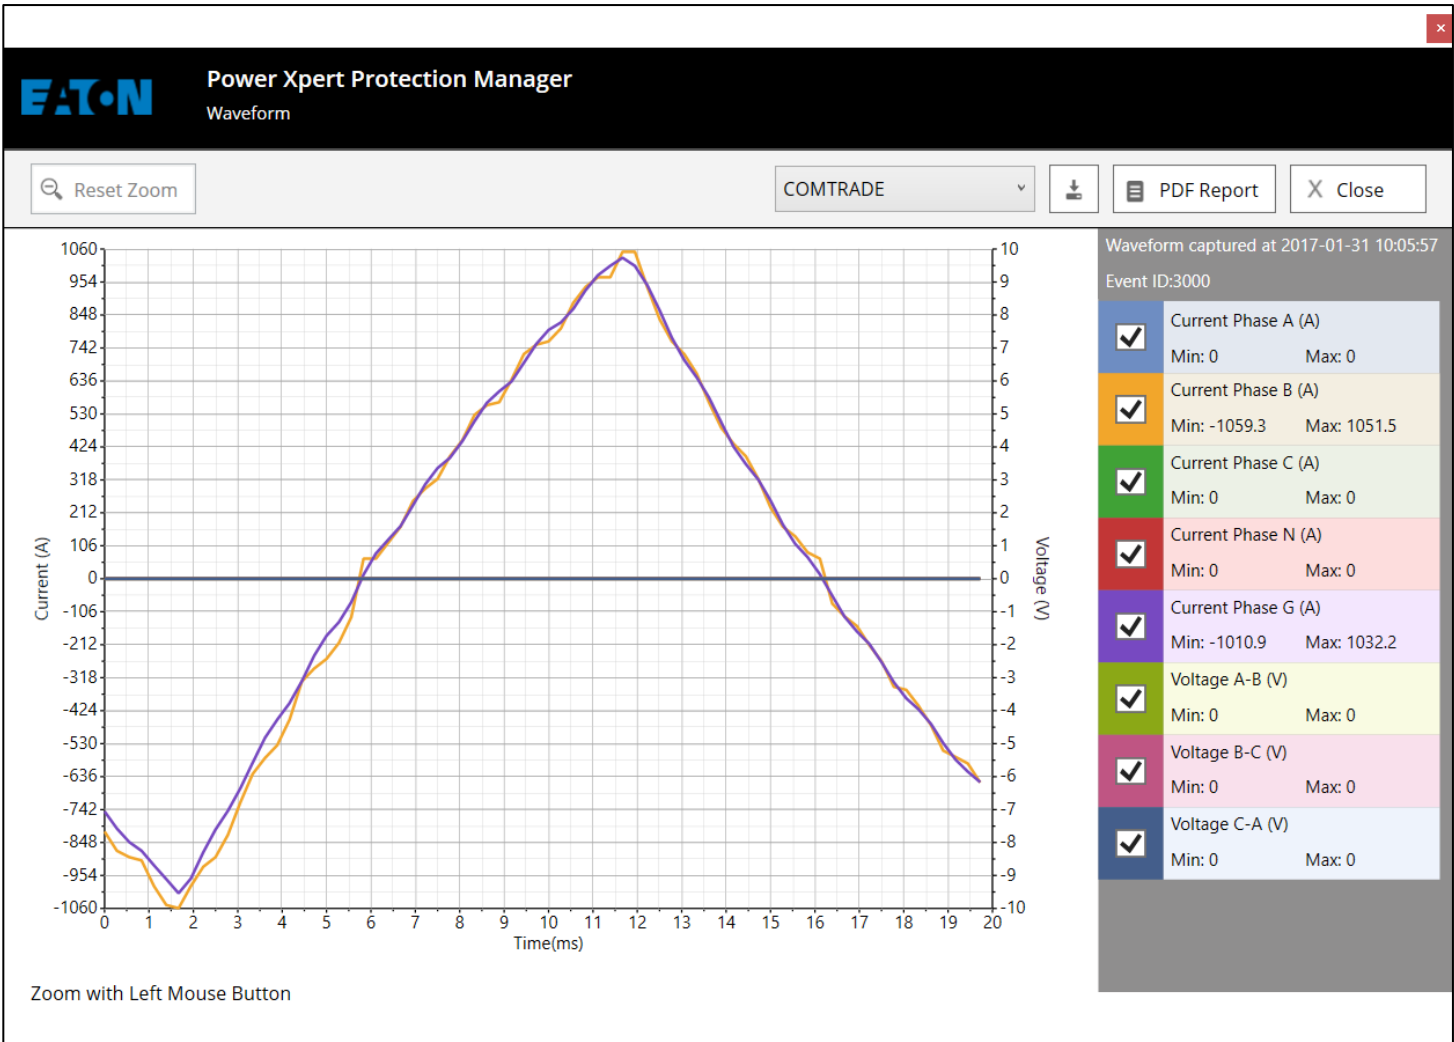 ×
EATON
Power Xpert Protection Manager
Waveform
Reset Zoom
COMTRADE
PDF Report
X Close
1060
954
848
742
636
530
424
318
212
106
0
-106
-212
-318
-424
-530
-636
-742
-848
-954
-1060
Current (A)
10
9
8
7
6
5
4
3
2
1
0
-1
-2
-3
-4
-5
-6
-7
-8
-9
-10
Voltage (V)
0 1 2 3 4 5 6 7 8 9 10 11 12 13 14 15 16 17 18 19 20
Time(ms)
Zoom with Left Mouse Button
Waveform captured at 2017-01-31 10:05:57
Event ID:3000
Current Phase A (A)
Min: 0 Max: 0
Current Phase B (A)
Min: -1059.3 Max: 1051.5
Current Phase C (A)
Min: 0 Max: 0
Current Phase N (A)
Min: 0 Max: 0
Current Phase G (A)
Min: -1010.9 Max: 1032.2
Voltage A-B (V)
Min: 0 Max: 0
Voltage B-C (V)
Min: 0 Max: 0
Voltage C-A (V)
Min: 0 Max: 0